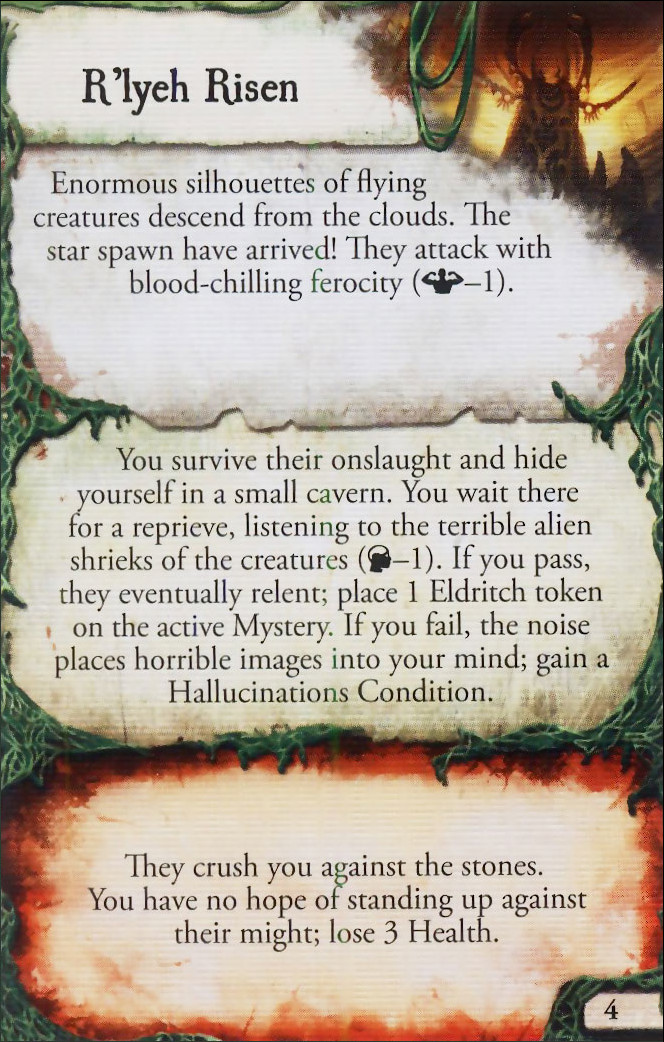 R'lyeh Risen
Enormous silhouettes of flying
creatures descend from the clouds. The
star spawn have arrived! They attack with
blood-chilling ferocity (–1).
You survive their onslaught and hide
yourself in a small cavern. You wait there
for a reprieve, listening to the terrible alien
shrieks of the creatures (–1). If you pass,
they eventually relent; place 1 Eldritch token
on the active Mystery. If you fail, the noise
places horrible images into your mind; gain a
Hallucinations Condition.
They crush you against the stones.
You have no hope of standing up against
their might; lose 3 Health.
4